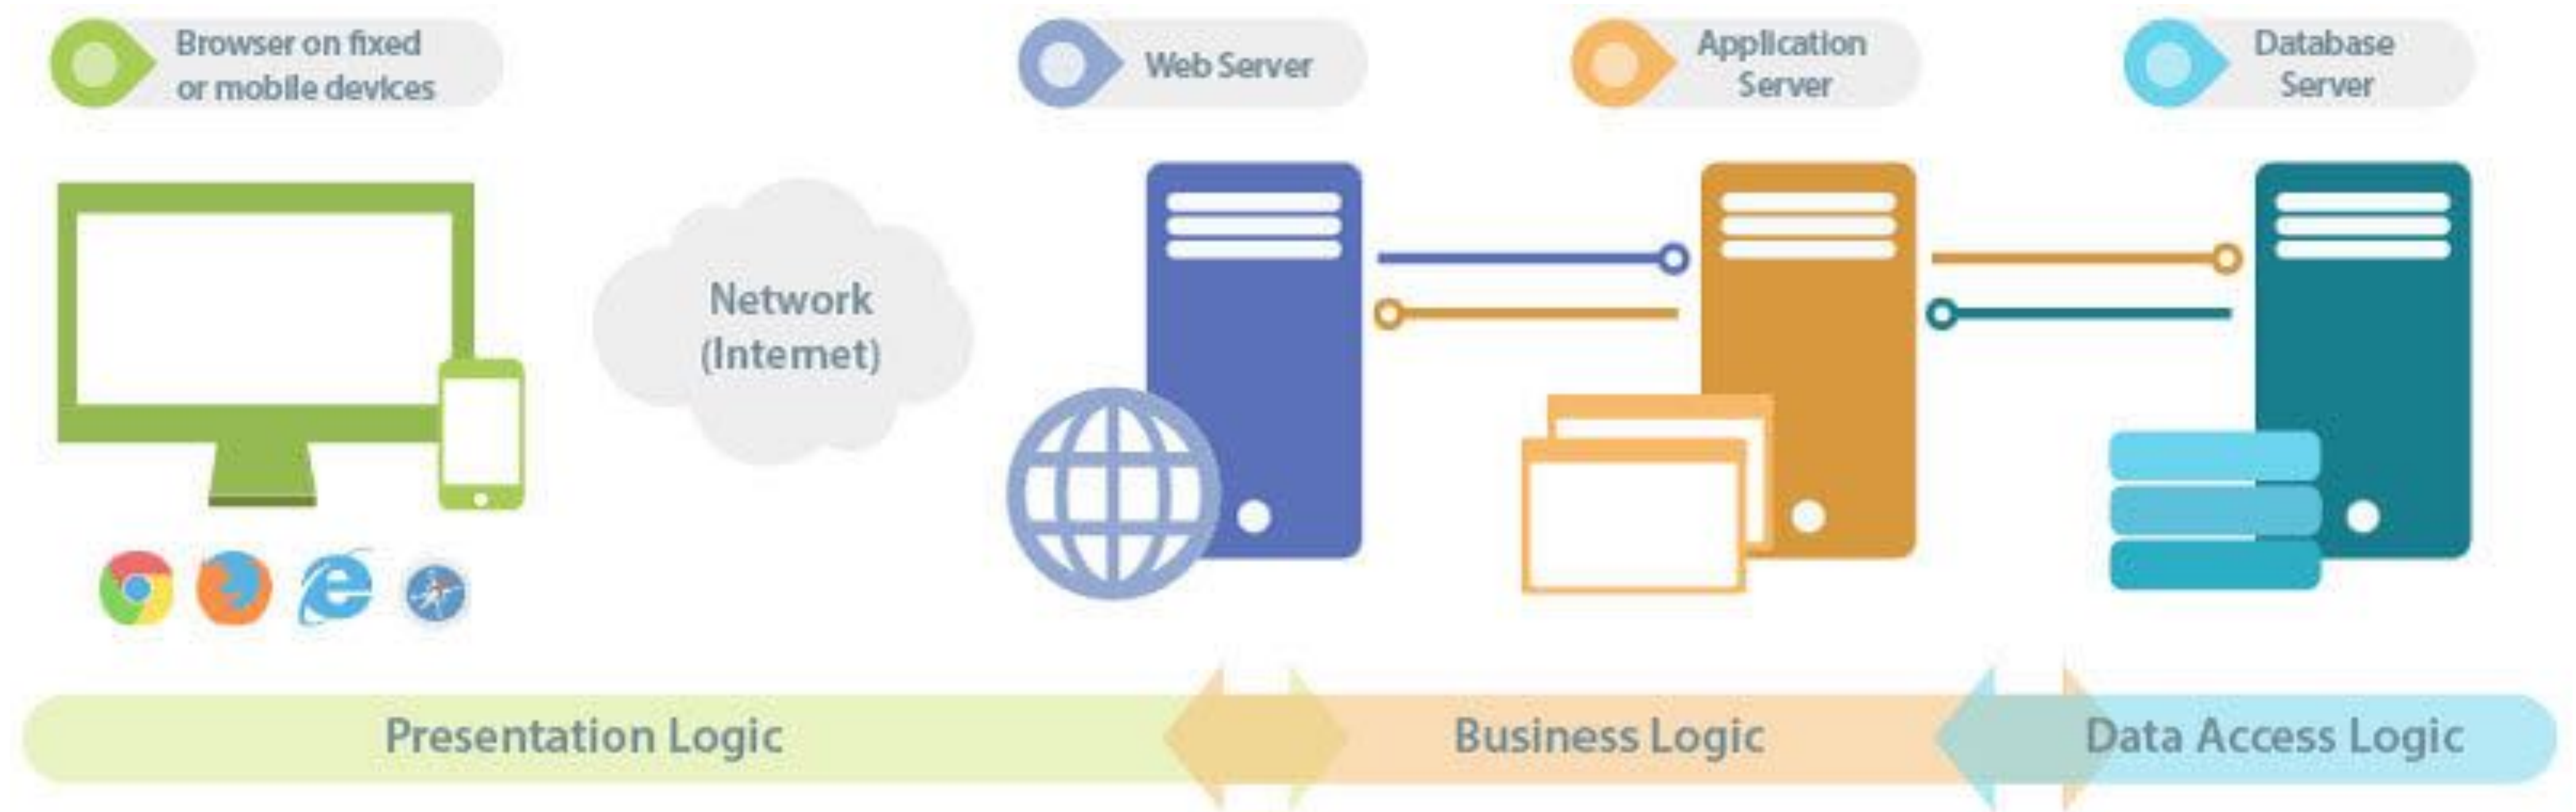 Browser on fixed
or mobile devices
Web Server
Application
Server
Database
Server
Network
(Internet)
Presentation Logic
Business Logic
Data Access Logic